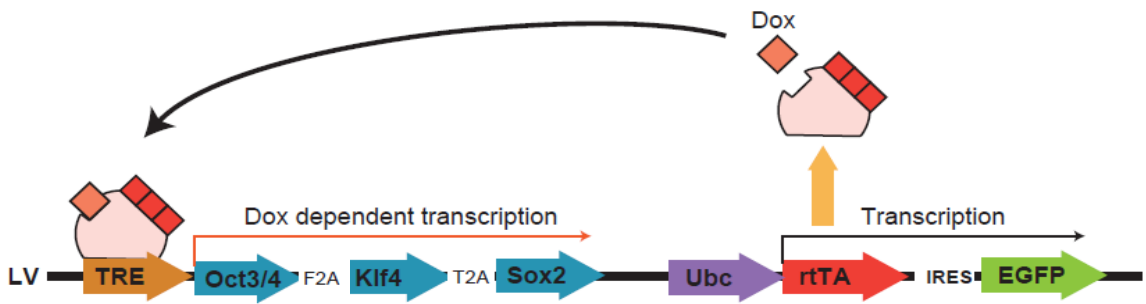 Dox
Dox dependent transcription
Transcription
LV TRE Oct3/4 F2A Klf4 T2A Sox2 Ubc rtTA IRES EGFP